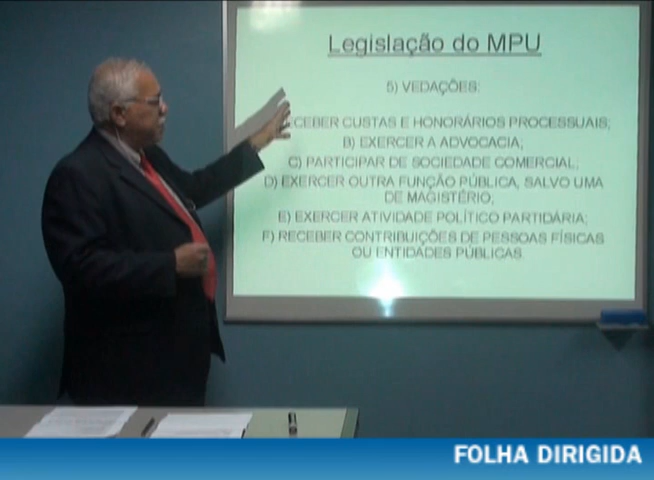 Legislação do MPU
5) VEDAÇÕES:
CEBER CUSTAS E HONORÁRIOS PROCESSUAIS;
B) EXERCER A ADVOCACIA;
C) PARTICIPAR DE SOCIEDADE COMERCIAL,
D) EXERCER OUTRA FUNÇÃO PÚBLICA, SALVO UMA
DE MAGISTÉRIO;
E) EXERCER ATIVIDADE POLÍTICO PARTIDÁRIA;
F) RECEBER CONTRIBUIÇÕES DE PESSOAS FÍSICAS
OU ENTIDADES PÚBLICAS
FOLHA DIRIGIDA